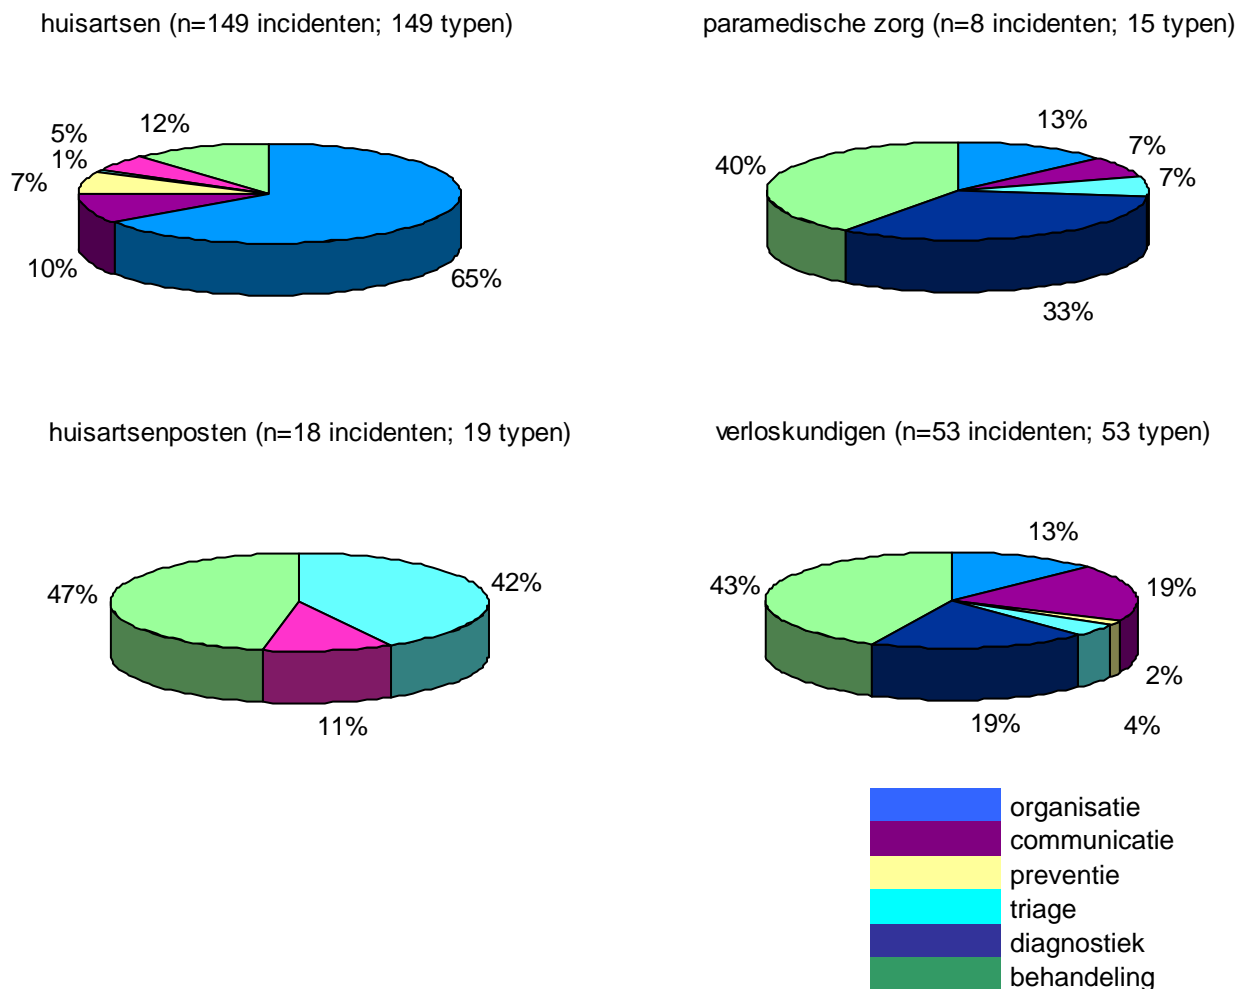 huisartsen (n=149 incidenten; 149 typen)
12%
5%
1%
7%
10%
65%
paramedische zorg (n=8 incidenten; 15 typen)
13%
7%
7%
40%
33%
huisartsenposten (n=18 incidenten; 19 typen)
47%
42%
11%
verloskundigen (n=53 incidenten; 53 typen)
13%
43%
19%
2%
4%
19%
organisatie
communicatie
preventie
triage
diagnostiek
behandeling